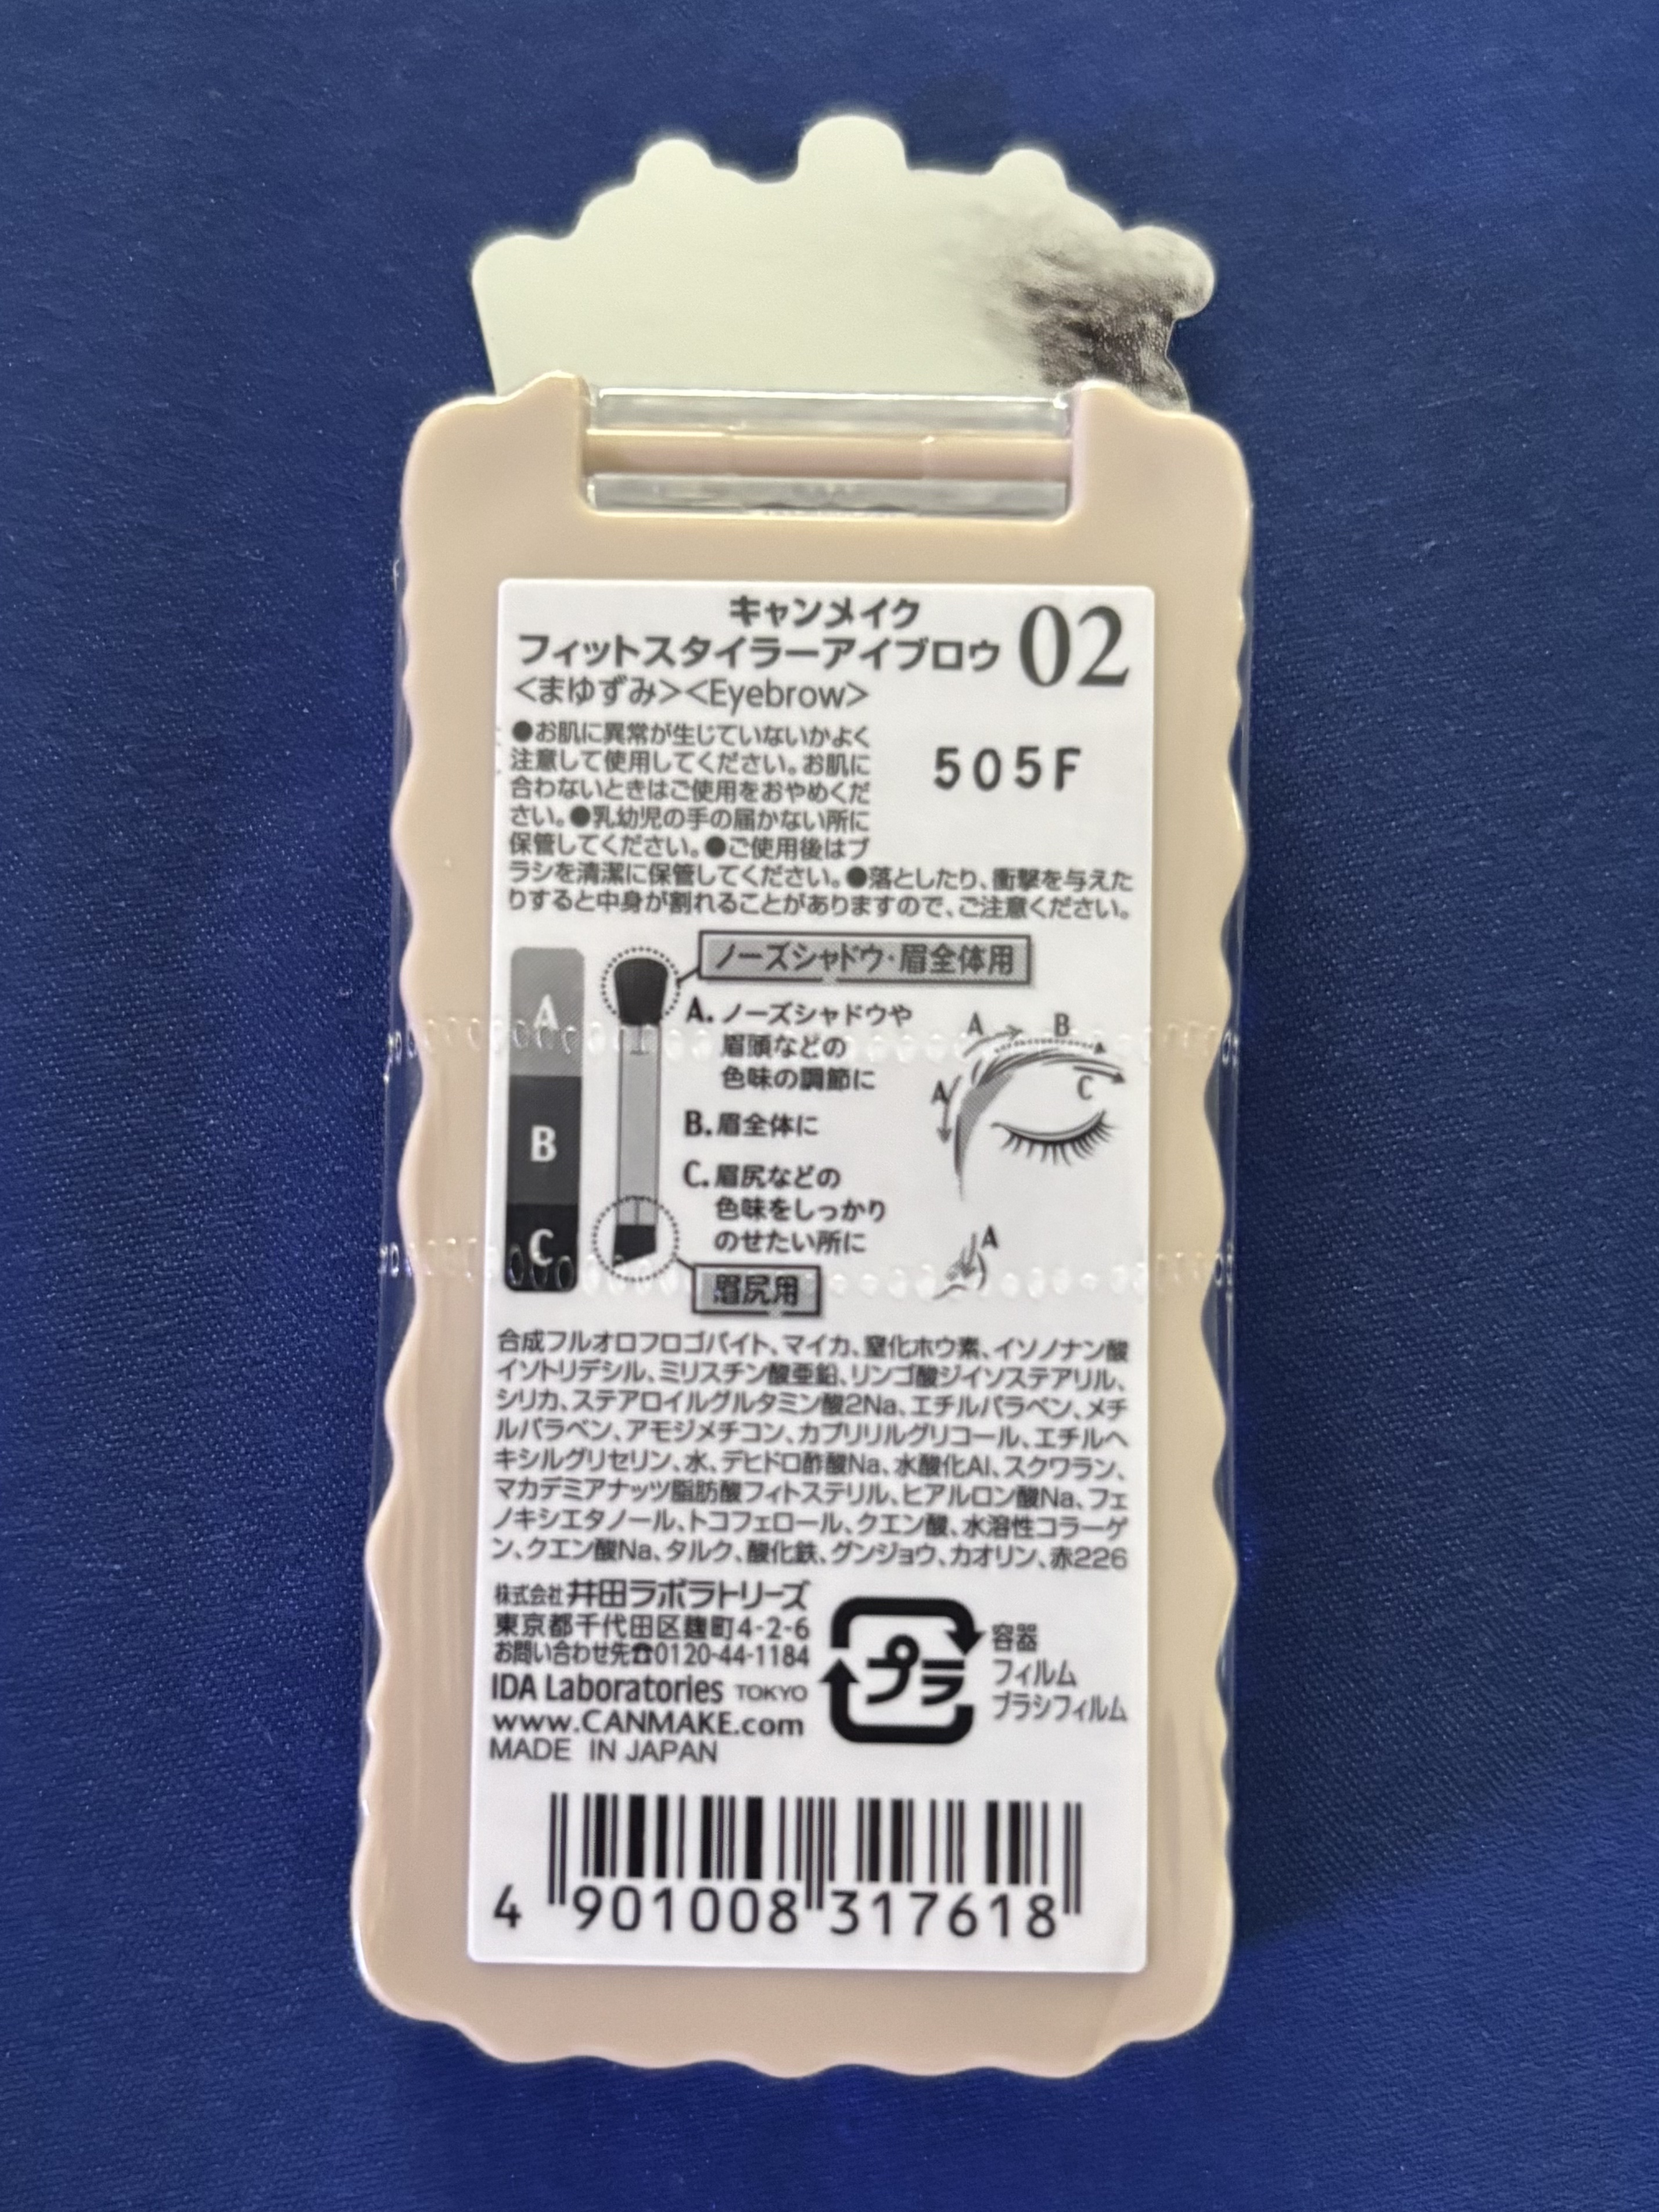 キャンメイク
フィットスタイラーアイブロウ 02
<まゆずみ><Eyebrow>
●お肌に異常が生じていないかよく
注意して使用してください。お肌に
合わないときはご使用をおやめくだ
さい。●乳幼児の手の届かない所に
保管してください。●ご使用後はブ
ラシを清潔に保管してください。●落としたり、衝撃を与えた
りすると中身が割れることがありますので、ご注意ください。
505F
ノーズシャドウ・眉全体用
A
B
C
A. ノーズシャドウや
眉頭などの
色味の調節に
B. 眉全体に
C. 眉尻などの
色味をしっかり
のせたい所に
眉尻用
A
B
A
C
A
合成フルオロフロゴパイト、マイカ、窒化ホウ素、イソノナン酸
イソトリデシル、ミリスチン酸亜鉛、リンゴ酸ジイソステアリル、
シリカ、ステアロイルグルタミン酸2Na、エチルパラベン、メチ
ルパラベン、アモジメチコン、カプリリルグリコール、エチルヘ
キシルグリセリン、水、デヒドロ酢酸Na、水酸化Al、スクワラン、
マカデミアナッツ脂肪酸フィトステリル、ヒアルロン酸Na、フェ
ノキシエタノール、トコフェロール、クエン酸、水溶性コラーゲ
ン、クエン酸Na、タルク、酸化鉄、グンジョウ、カオリン、赤226
株式会社井田ラボラトリーズ
東京都千代田区麹町4-2-6
お問い合わせ先☎0120-44-1184
IDA Laboratories TOKYO
www.CANMAKE.com
MADE IN JAPAN
プラ
容器
フィルム
ブラシフィルム
4 901008 317618